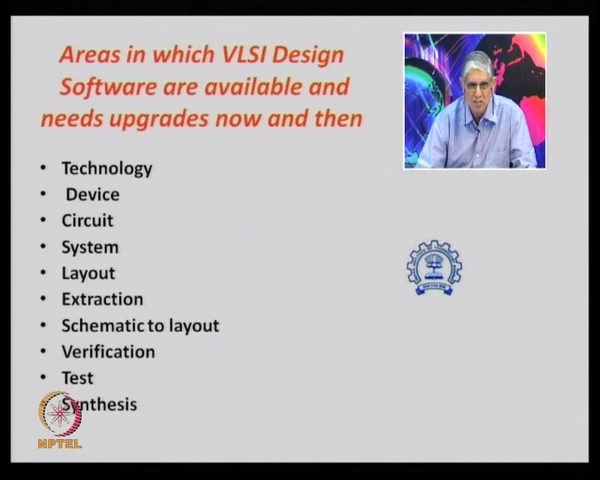 Areas in which VLSI Design
Software are available and
needs upgrades now and then
• Technology
• Device
• Circuit
• System
• Layout
• Extraction
• Schematic to layout
• Verification
• Test
Synthesis
NPTEL